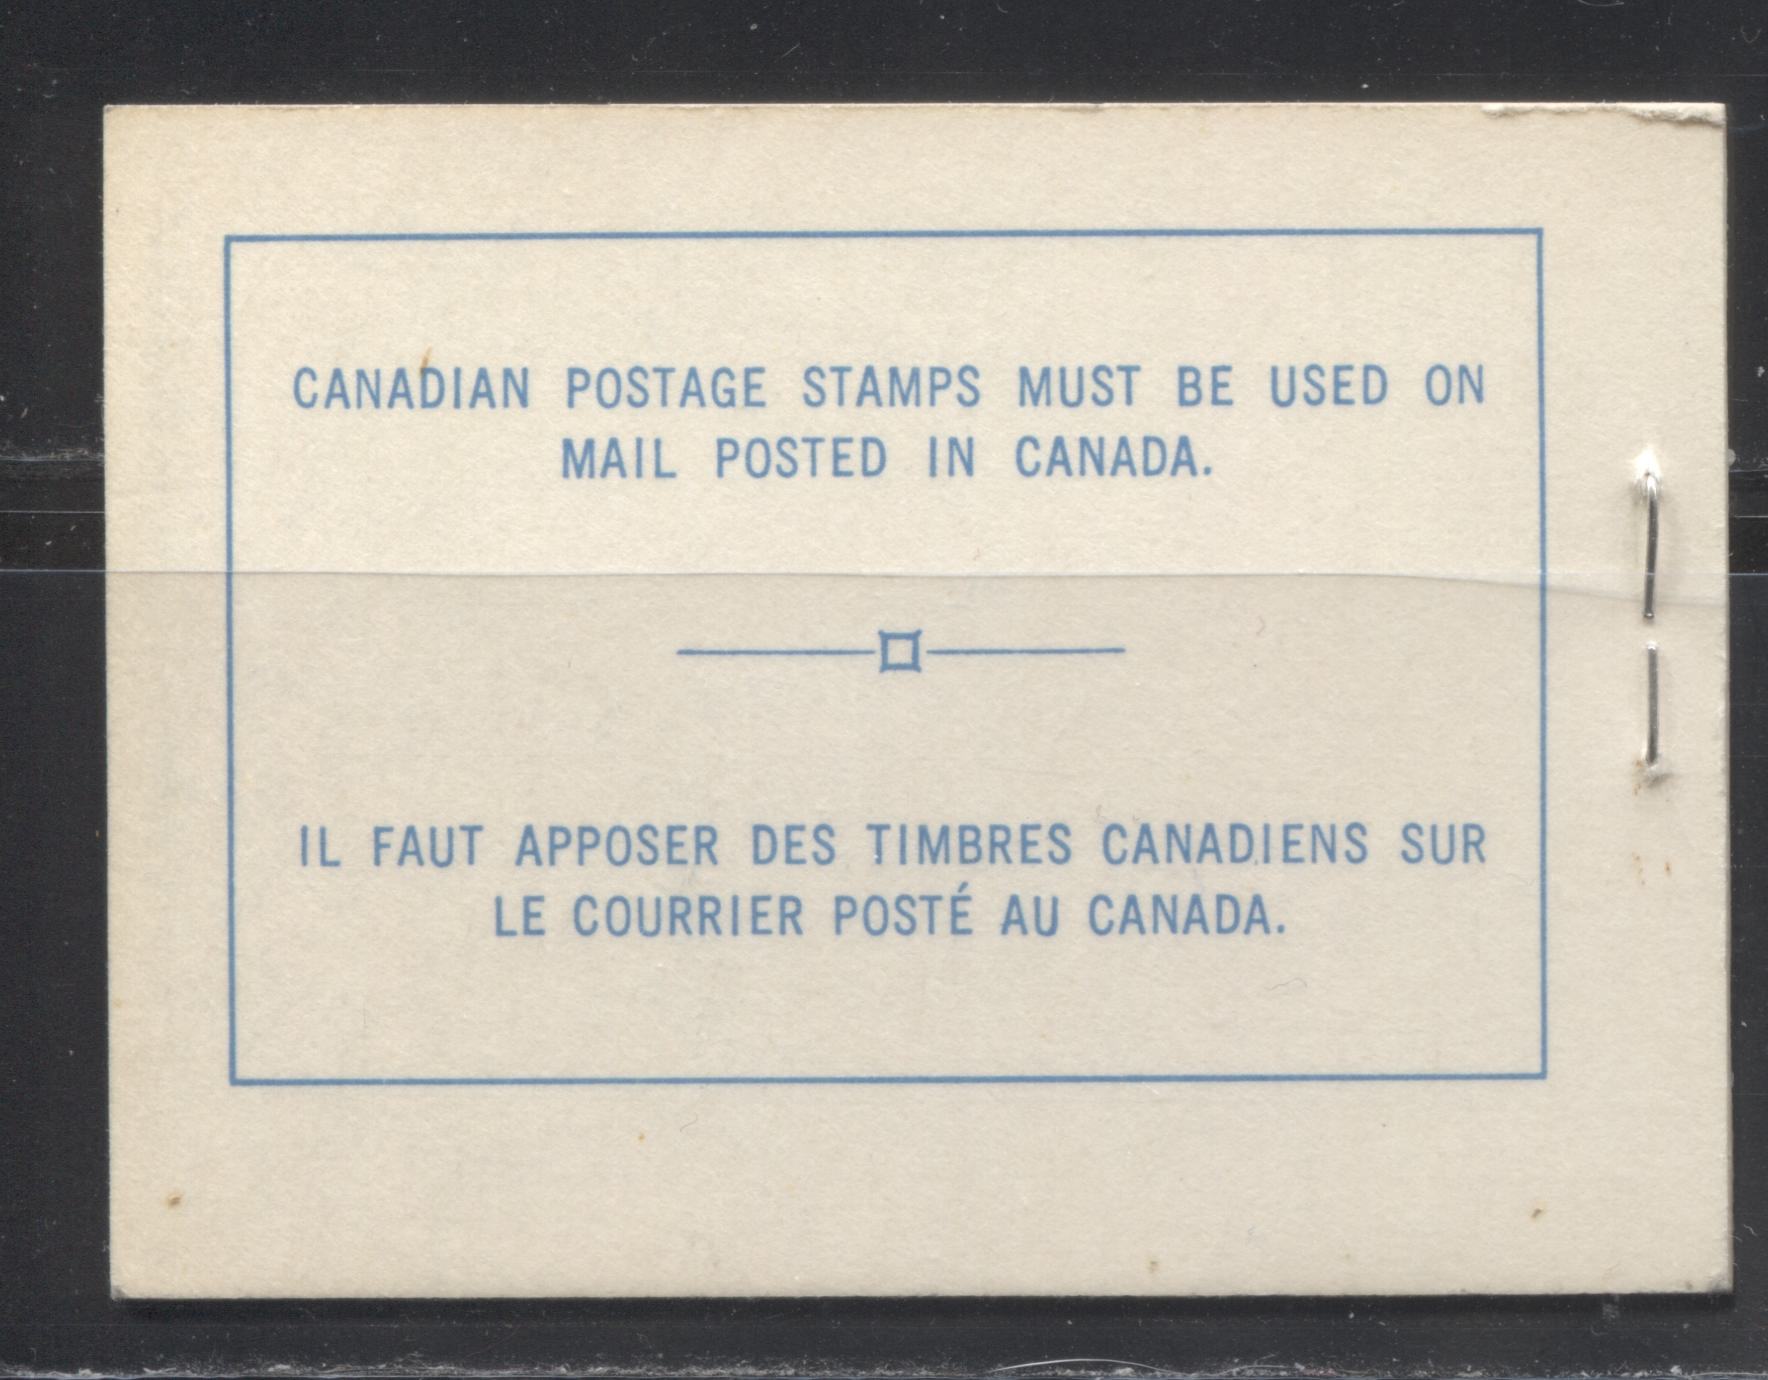 CANADIAN POSTAGE STAMPS MUST BE USED ON
MAIL POSTED IN CANADA.
IL FAUT APPOSER DES TIMBRES CANADIENS SUR
LE COURRIER POSTÉ AU CANADA.